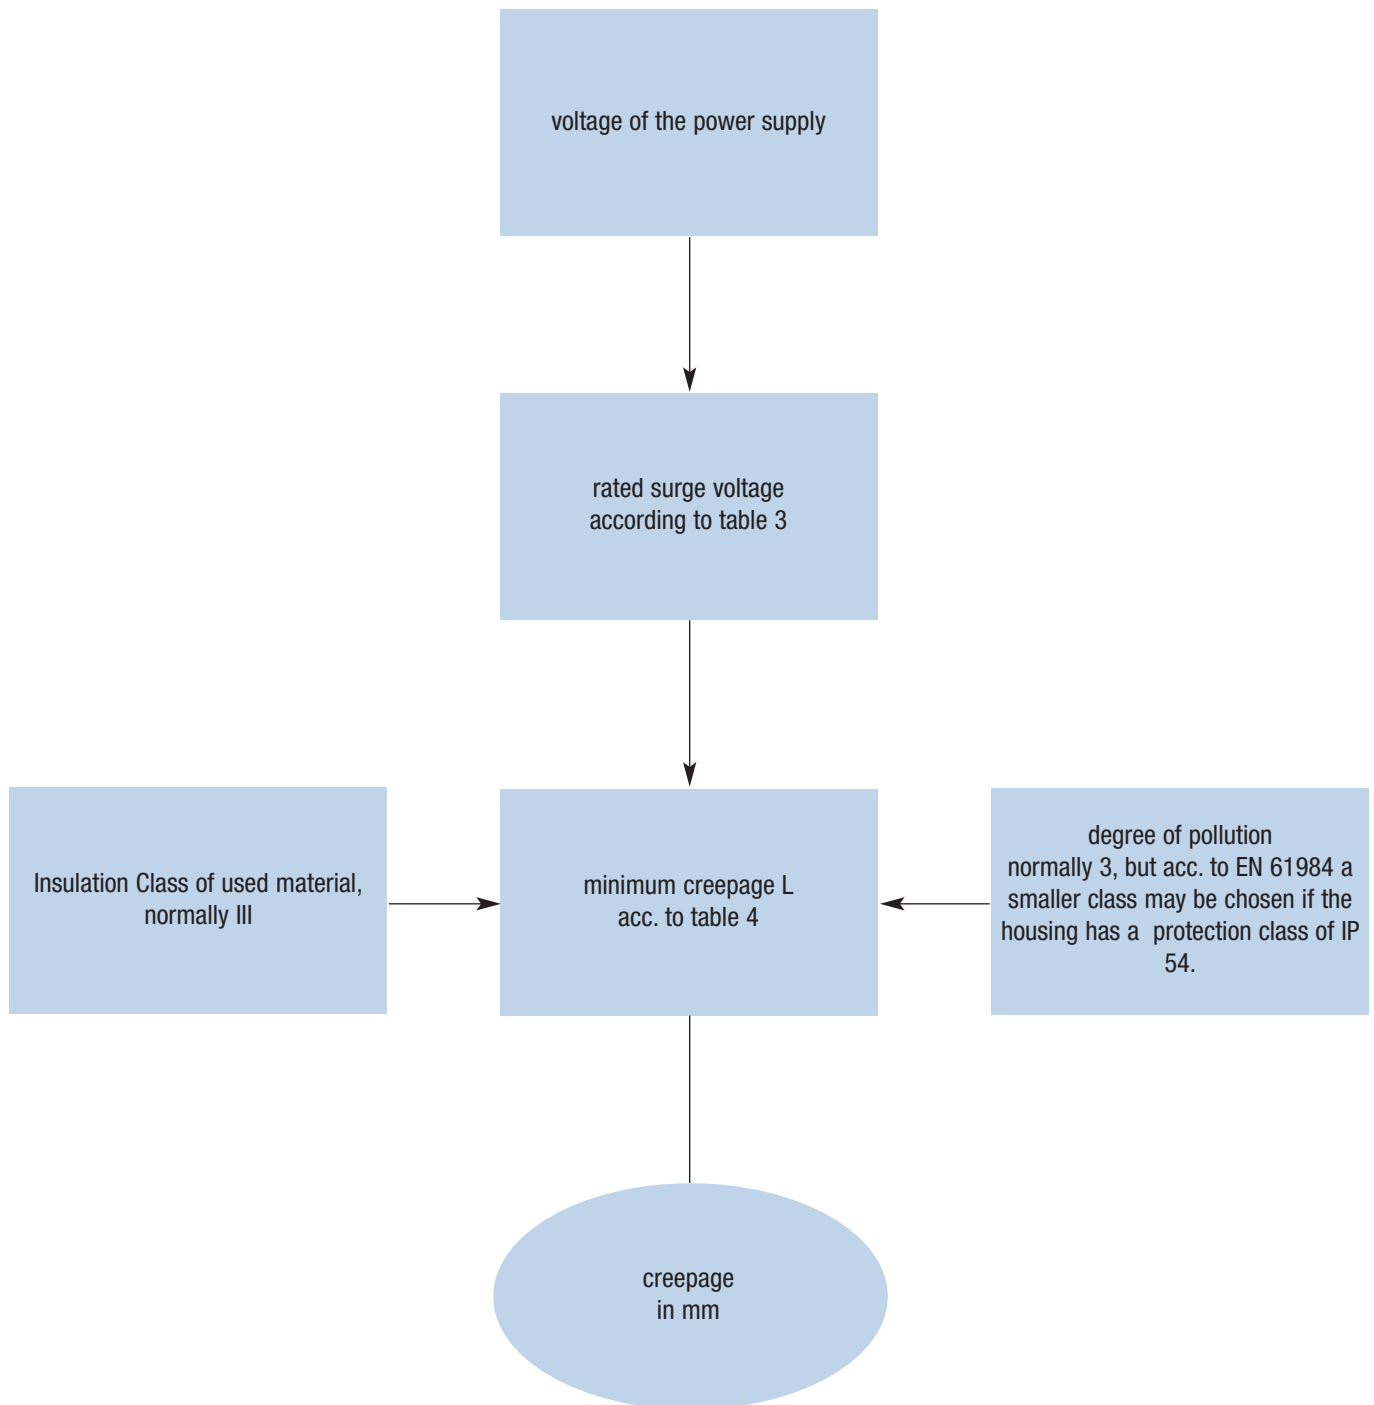 voltage of the power supply
rated surge voltage
according to table 3
Insulation Class of used material,
normally III
minimum creepage L
acc. to table 4
degree of pollution
normally 3, but acc. to EN 61984 a
smaller class may be chosen if the
housing has a protection class of IP
54.
creepage
in mm